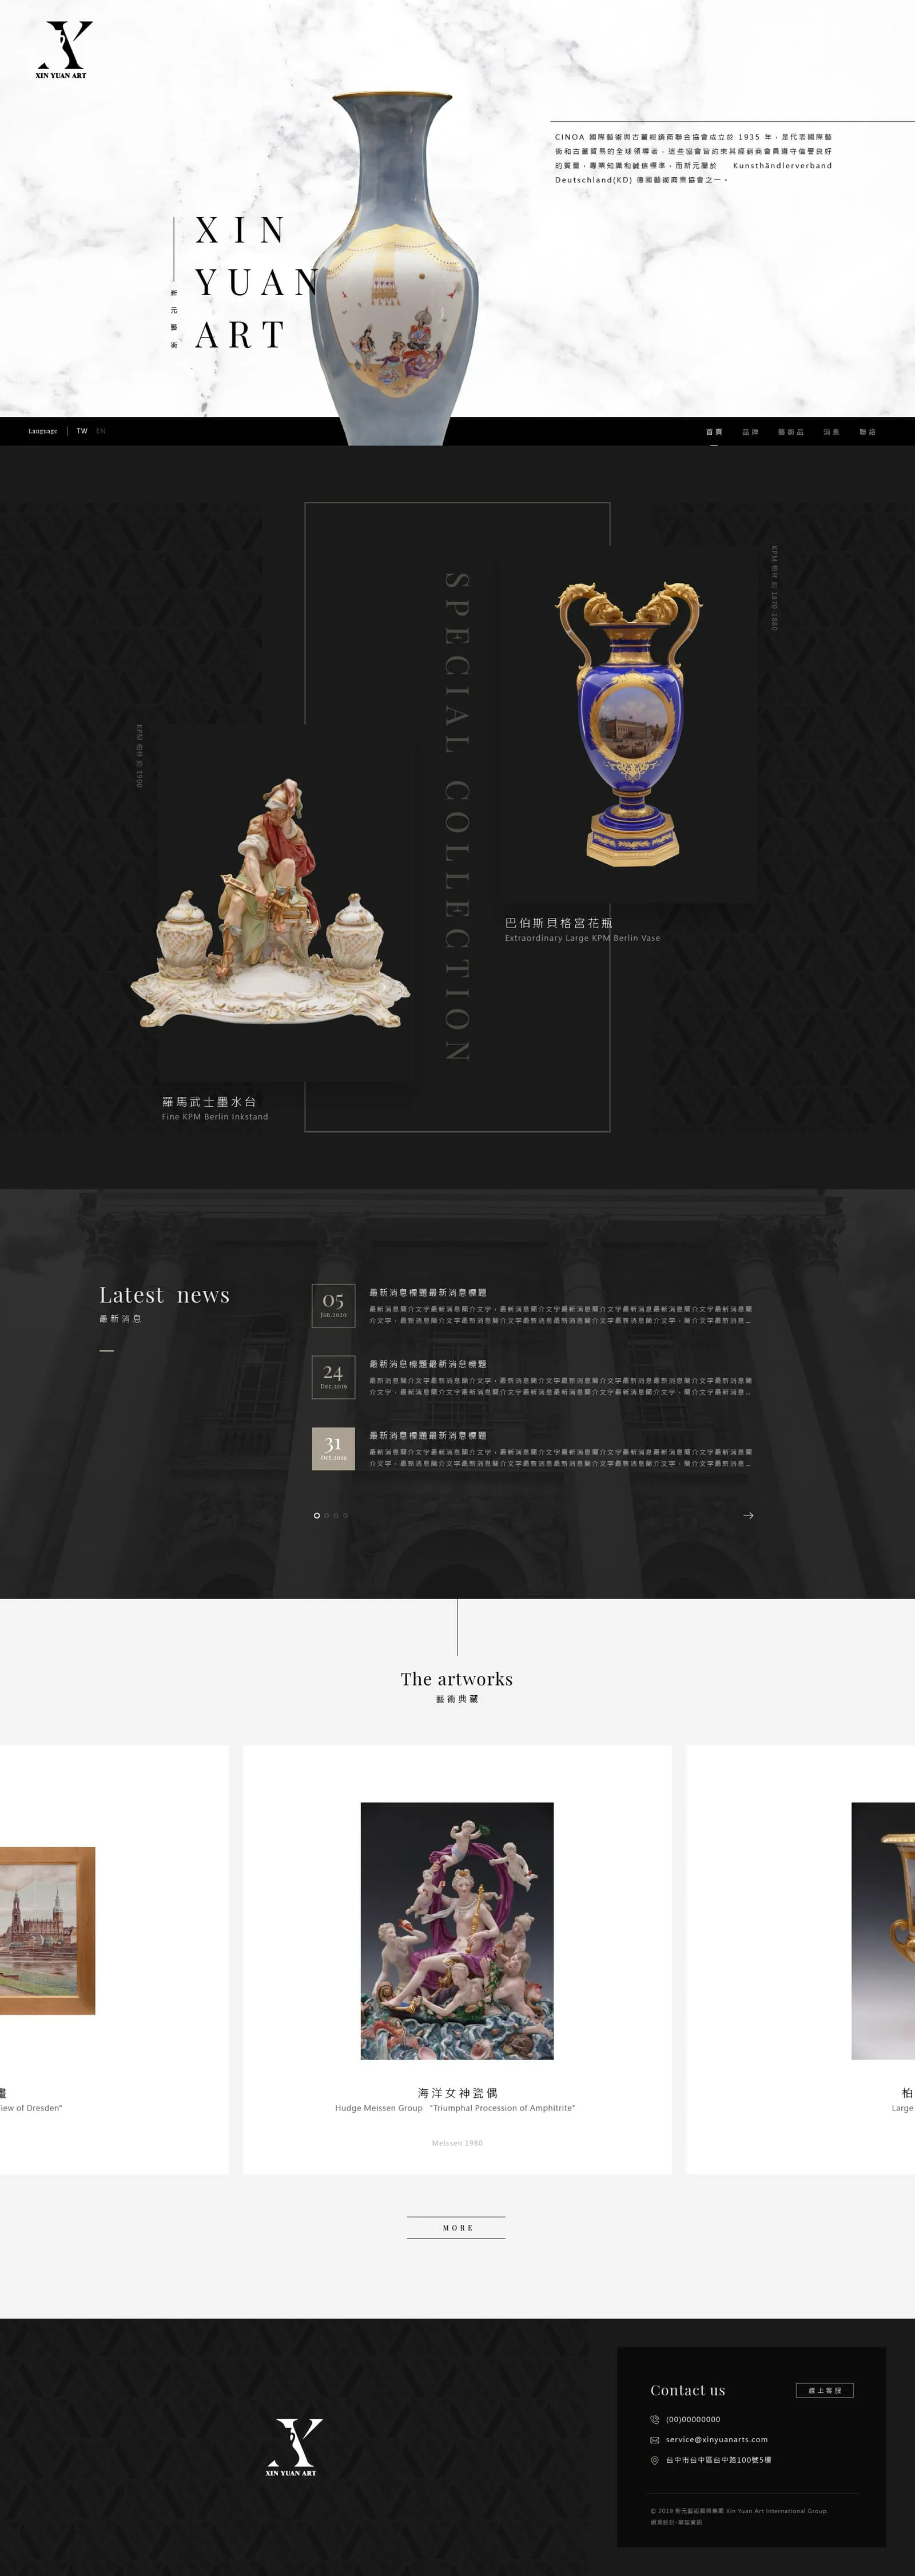 XIN YUAN ART
CINOA 國際藝術與古董經銷商聯合協會成立於 1935 年，是代表國際藝
術和古董貿易的全球領導者，這些協會皆約束其經銷商會員遵守信譽良好
的質量，專業知識和誠信標準，而新元屬於 Kunsthändlerverband
Deutschland(KD) 德國藝術商業協會之一。
XIN
YUAN
ART
新元藝術
Language TW EN
首頁 品牌 藝術品 消息 聯絡
SPECIAL COLLECTION
KPM 柏林 約 1870-1880
巴伯斯貝格宮花瓶
Extraordinary Large KPM Berlin Vase
KPM 柏林 約 1900
羅馬武士墨水台
Fine KPM Berlin Inkstand
Latest news
最新消息
05
Jan.2020
最新消息標題最新消息標題
最新消息簡介文字最新消息簡介文字，最新消息簡介文字最新消息簡介文字最新消息最新消息簡介文字最新消息簡
介文字，最新消息簡介文字最新消息簡介文字最新消息最新消息簡介文字最新消息簡介文字，簡介文字最新消息...
24
Dec.2019
最新消息標題最新消息標題
最新消息簡介文字最新消息簡介文字，最新消息簡介文字最新消息簡介文字最新消息最新消息簡介文字最新消息簡
介文字，最新消息簡介文字最新消息簡介文字最新消息最新消息簡介文字最新消息簡介文字，簡介文字最新消息...
31
Oct.2019
最新消息標題最新消息標題
最新消息簡介文字最新消息簡介文字，最新消息簡介文字最新消息簡介文字最新消息最新消息簡介文字最新消息簡
介文字，最新消息簡介文字最新消息簡介文字最新消息最新消息簡介文字最新消息簡介文字，簡介文字最新消息...
The artworks
藝術典藏
畫
iew of Dresden"
海洋女神瓷偶
Hudge Meissen Group "Triumphal Procession of Amphitrite"
Meissen 1980
柏
Large
MORE
XIN YUAN ART
Contact us
線上客服
(00)00000000
service@xinyuanarts.com
台中市台中區台中路100號5樓
© 2019 新元藝術國際集團 Xin Yuan Art International Group.